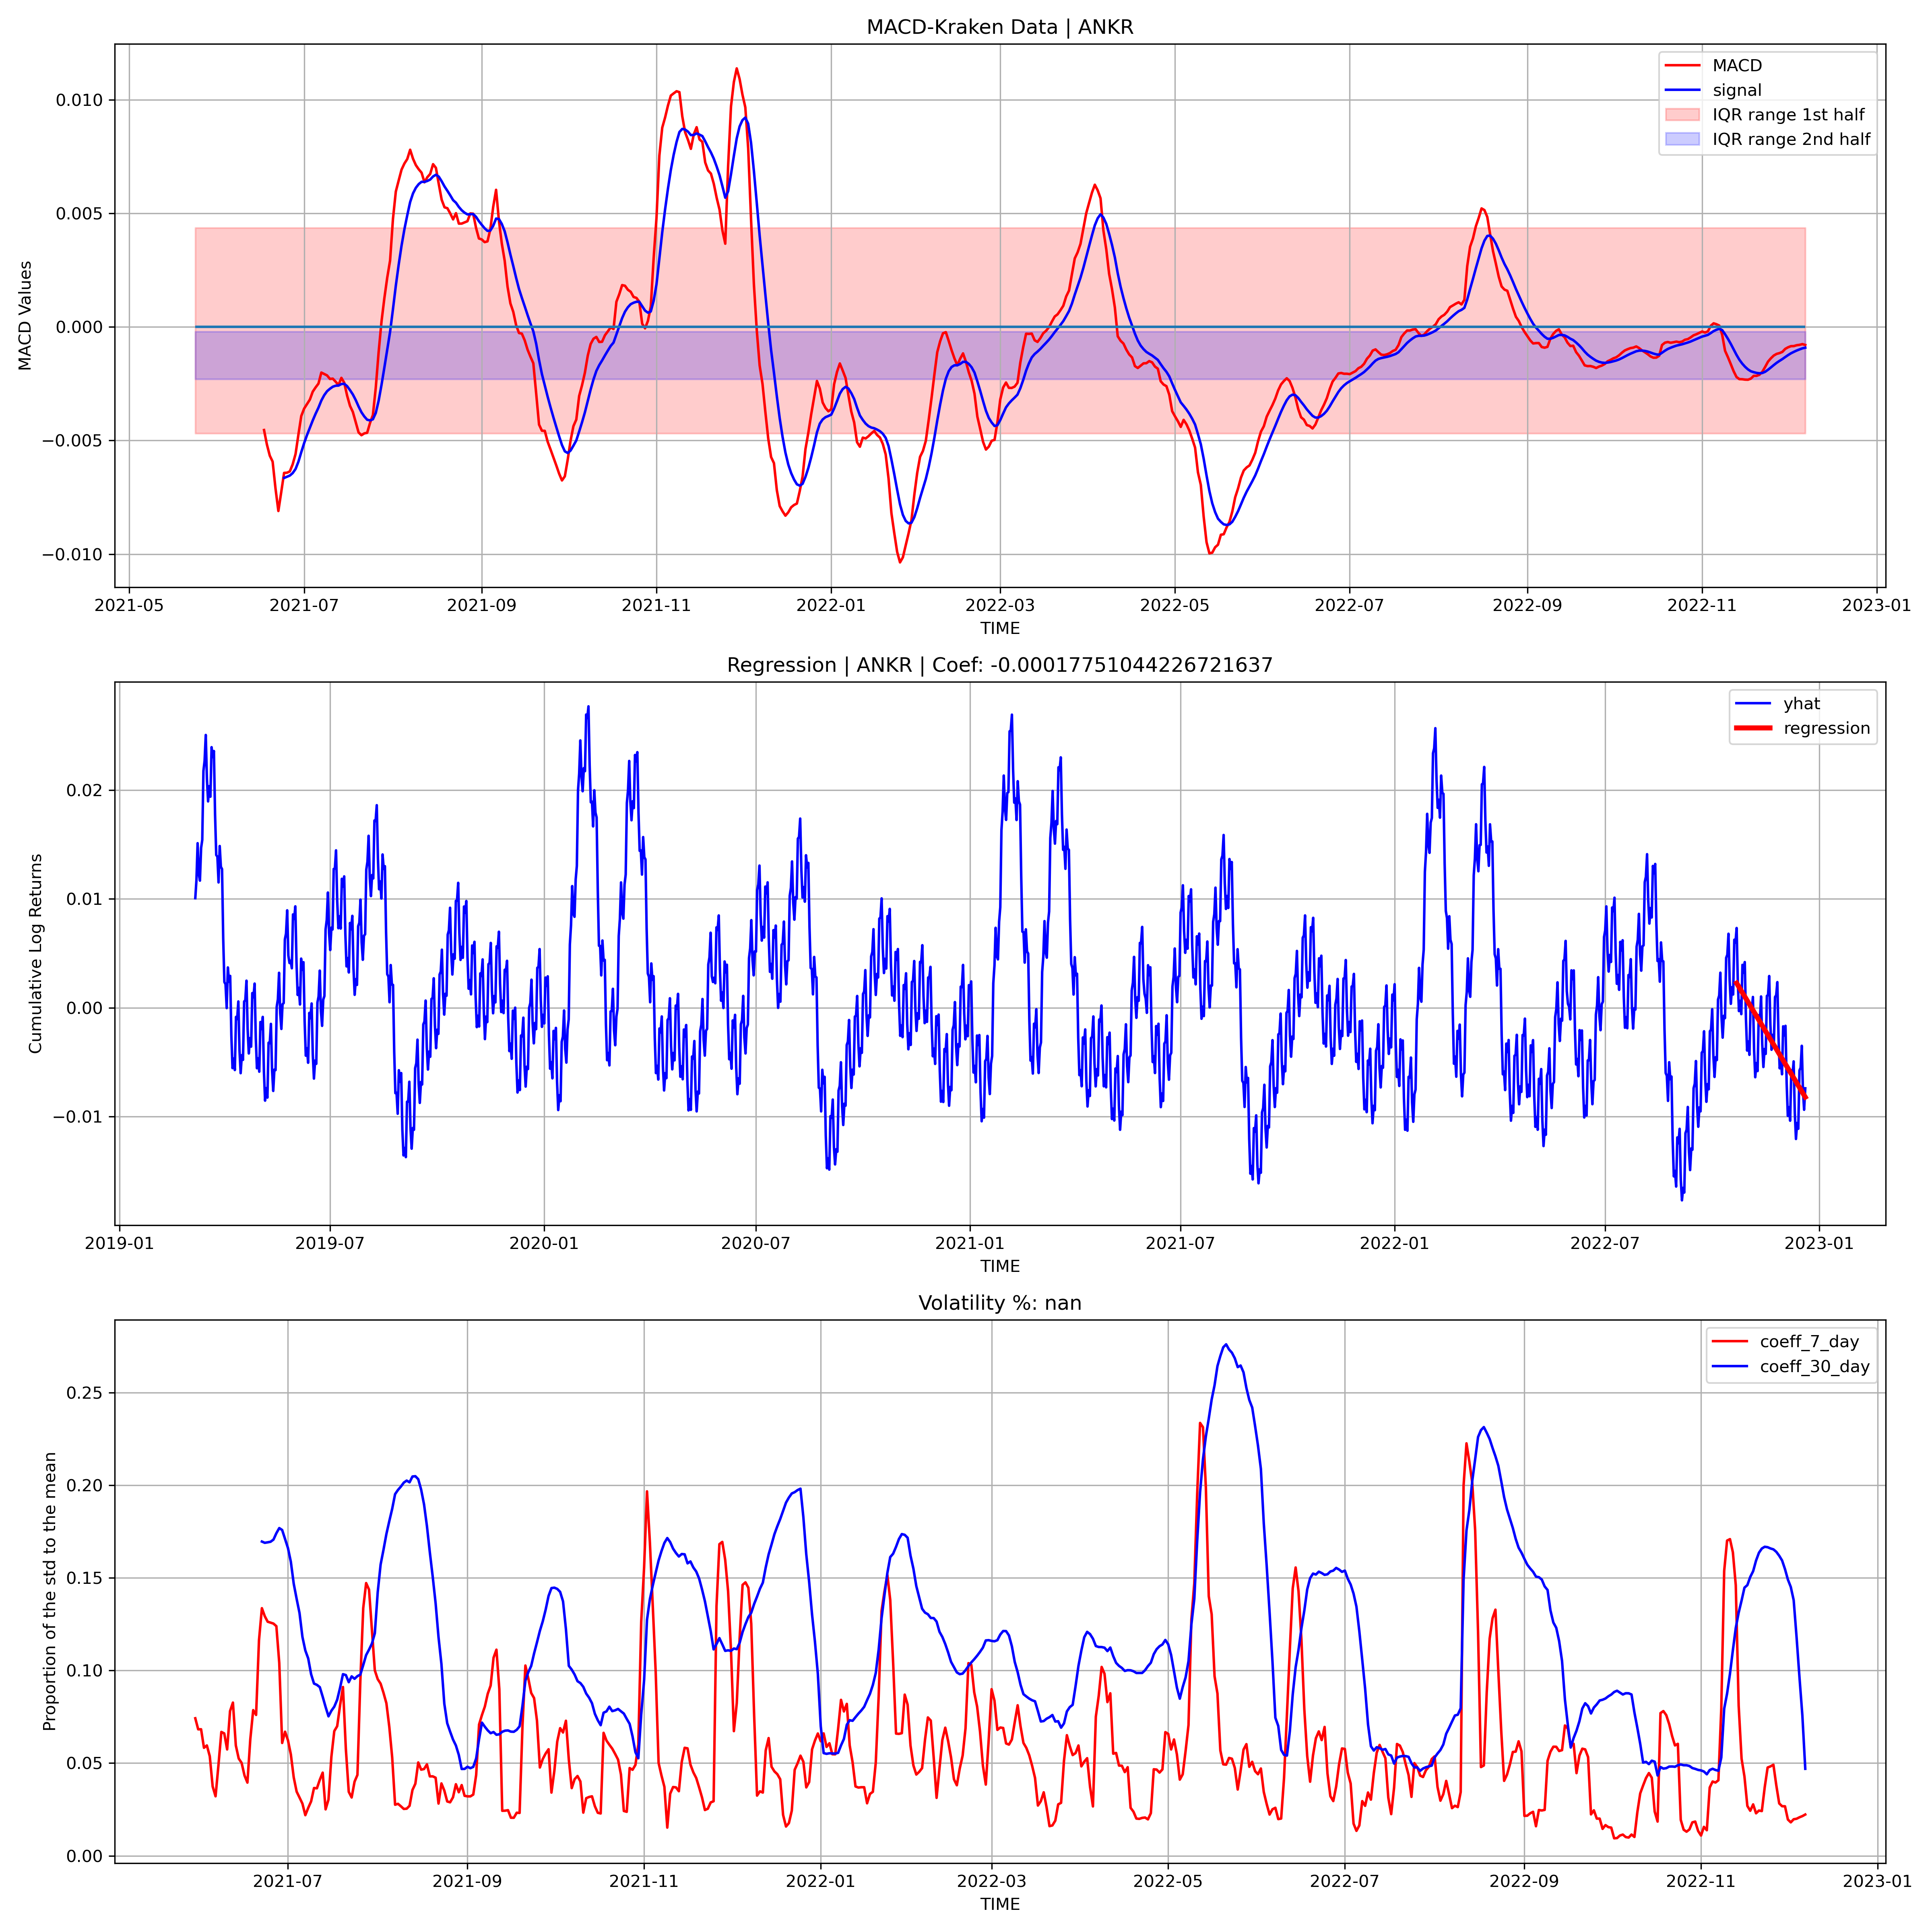 MACD-Kraken Data | ANKR
MACD
signal
IQR range 1st half
IQR range 2nd half
MACD Values
0.010
0.005
0.000
−0.005
−0.010
2021-05 2021-07 2021-09 2021-11 2022-01 2022-03 2022-05 2022-07 2022-09 2022-11 2023-01
TIME
Regression | ANKR | Coef: -0.00017751044226721637
yhat
regression
Cumulative Log Returns
0.02
0.01
0.00
−0.01
2019-01 2019-07 2020-01 2020-07 2021-01 2021-07 2022-01 2022-07 2023-01
TIME
Volatility %: nan
coeff_7_day
coeff_30_day
Proportion of the std to the mean
0.25
0.20
0.15
0.10
0.05
0.00
2021-07 2021-09 2021-11 2022-01 2022-03 2022-05 2022-07 2022-09 2022-11 2023-01
TIME